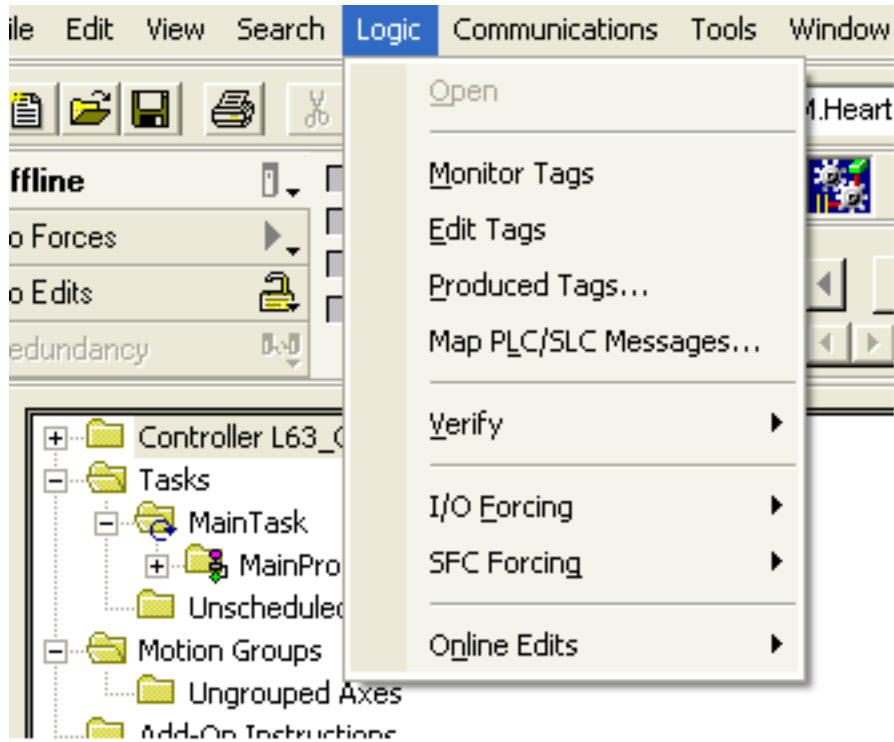 ile Edit View Search Logic Communications Tools Window
Open
M.Heart
Monitor Tags
Edit Tags
Produced Tags...
Map PLC/SLC Messages...
Verify
I/O Forcing
SFC Forcing
Online Edits
ffline
o Forces
o Edits
edundancy
Controller L63_
Tasks
MainTask
MainPro
Unscheduled
Motion Groups
Ungrouped Axes
Add-On Instructions